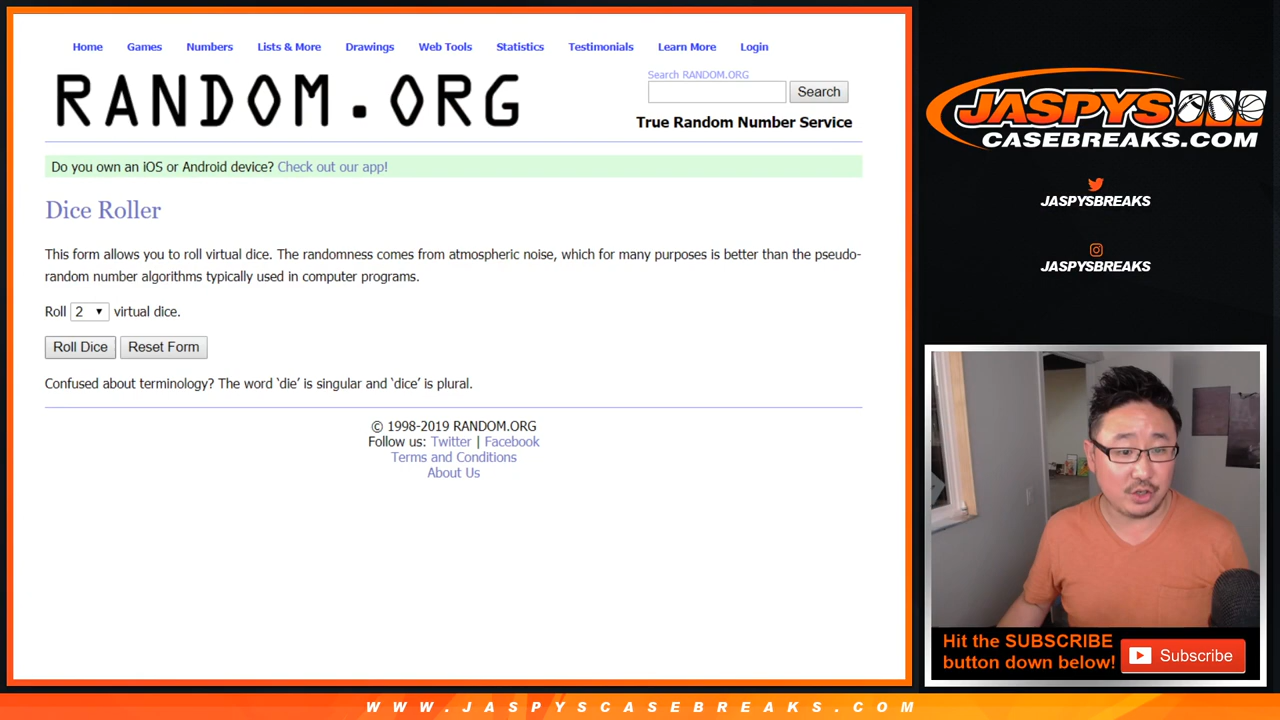 Home Games Numbers Lists & More Drawings Web Tools Statistics Testimonials Learn More Login
RANDOM.ORG
Search RANDOM.ORG
Search
True Random Number Service
Do you own an iOS or Android device? Check out our app!
Dice Roller
This form allows you to roll virtual dice. The randomness comes from atmospheric noise, which for many purposes is better than the pseudo-
random number algorithms typically used in computer programs.
Roll 2 virtual dice.
Roll Dice Reset Form
Confused about terminology? The word ‘die’ is singular and ‘dice’ is plural.
© 1998-2019 RANDOM.ORG
Follow us: Twitter | Facebook
Terms and Conditions
About Us
JASPYS
CASEBREAKS.COM
JASPYSBREAKS
JASPYSBREAKS
Hit the SUBSCRIBE
button down below!
Subscribe
WWW.JASPYSCASEBREAKS.COM